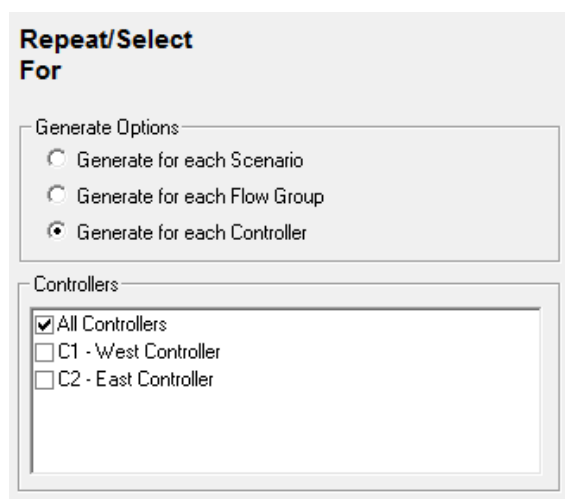 Repeat/Select
For
Generate Options
Generate for each Scenario
Generate for each Flow Group
Generate for each Controller
Controllers
All Controllers
C1 - West Controller
C2 - East Controller